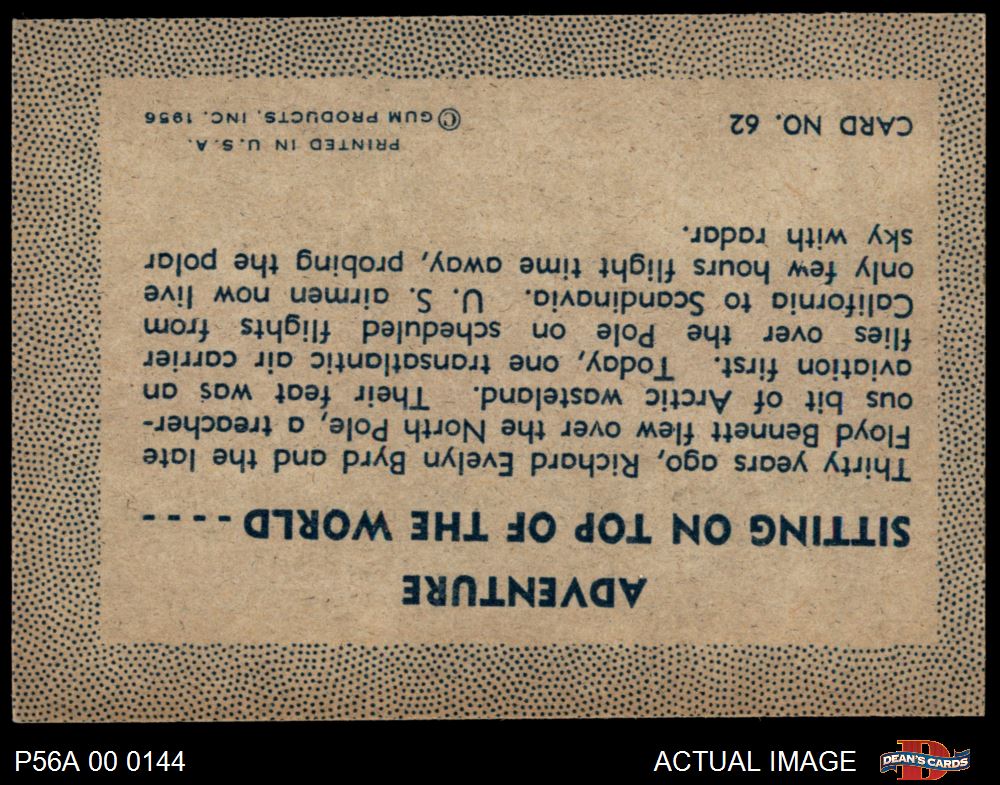 ADVENTURE
SITTING ON TOP OF THE WORLD----
Thirty years ago, Richard Evelyn Byrd and the late
Floyd Bennett flew over the North Pole, a treacher-
ous bit of Arctic wasteland. Their feat was an
aviation first. Today, one transatlantic air carrier
flies over the Pole on scheduled flights from
California to Scandinavia. U. S. airmen now live
only few hours flight time away, probing the polar
sky with radar.
CARD NO. 62
PRINTED IN U.S.A.
©GUM PRODUCTS, INC. 1956
P56A 00 0144
ACTUAL IMAGE
D
DEAN'S CARDS